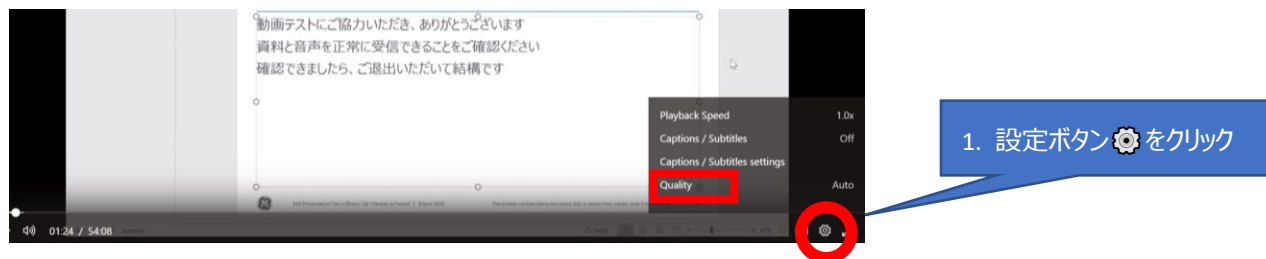 動画テストにご協力いただき、ありがとうございます
資料と音声を正常に受信できることをご確認ください
確認できましたら、ご退出いただいて結構です
Playback Speed 1.0x
Captions / Subtitles Off
Captions / Subtitles settings
Quality Auto
1. 設定ボタン をクリック
01:24 / 54:08